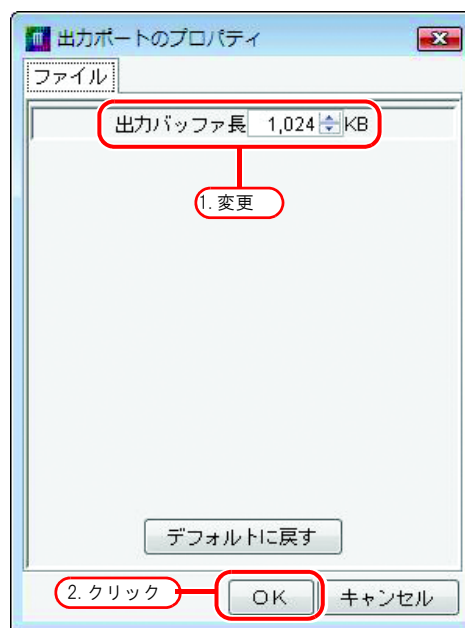 出力ポートのプロパティ
ファイル
出力バッファ長 1,024 KB
1. 変更
デフォルトに戻す
2. クリック OK キャンセル